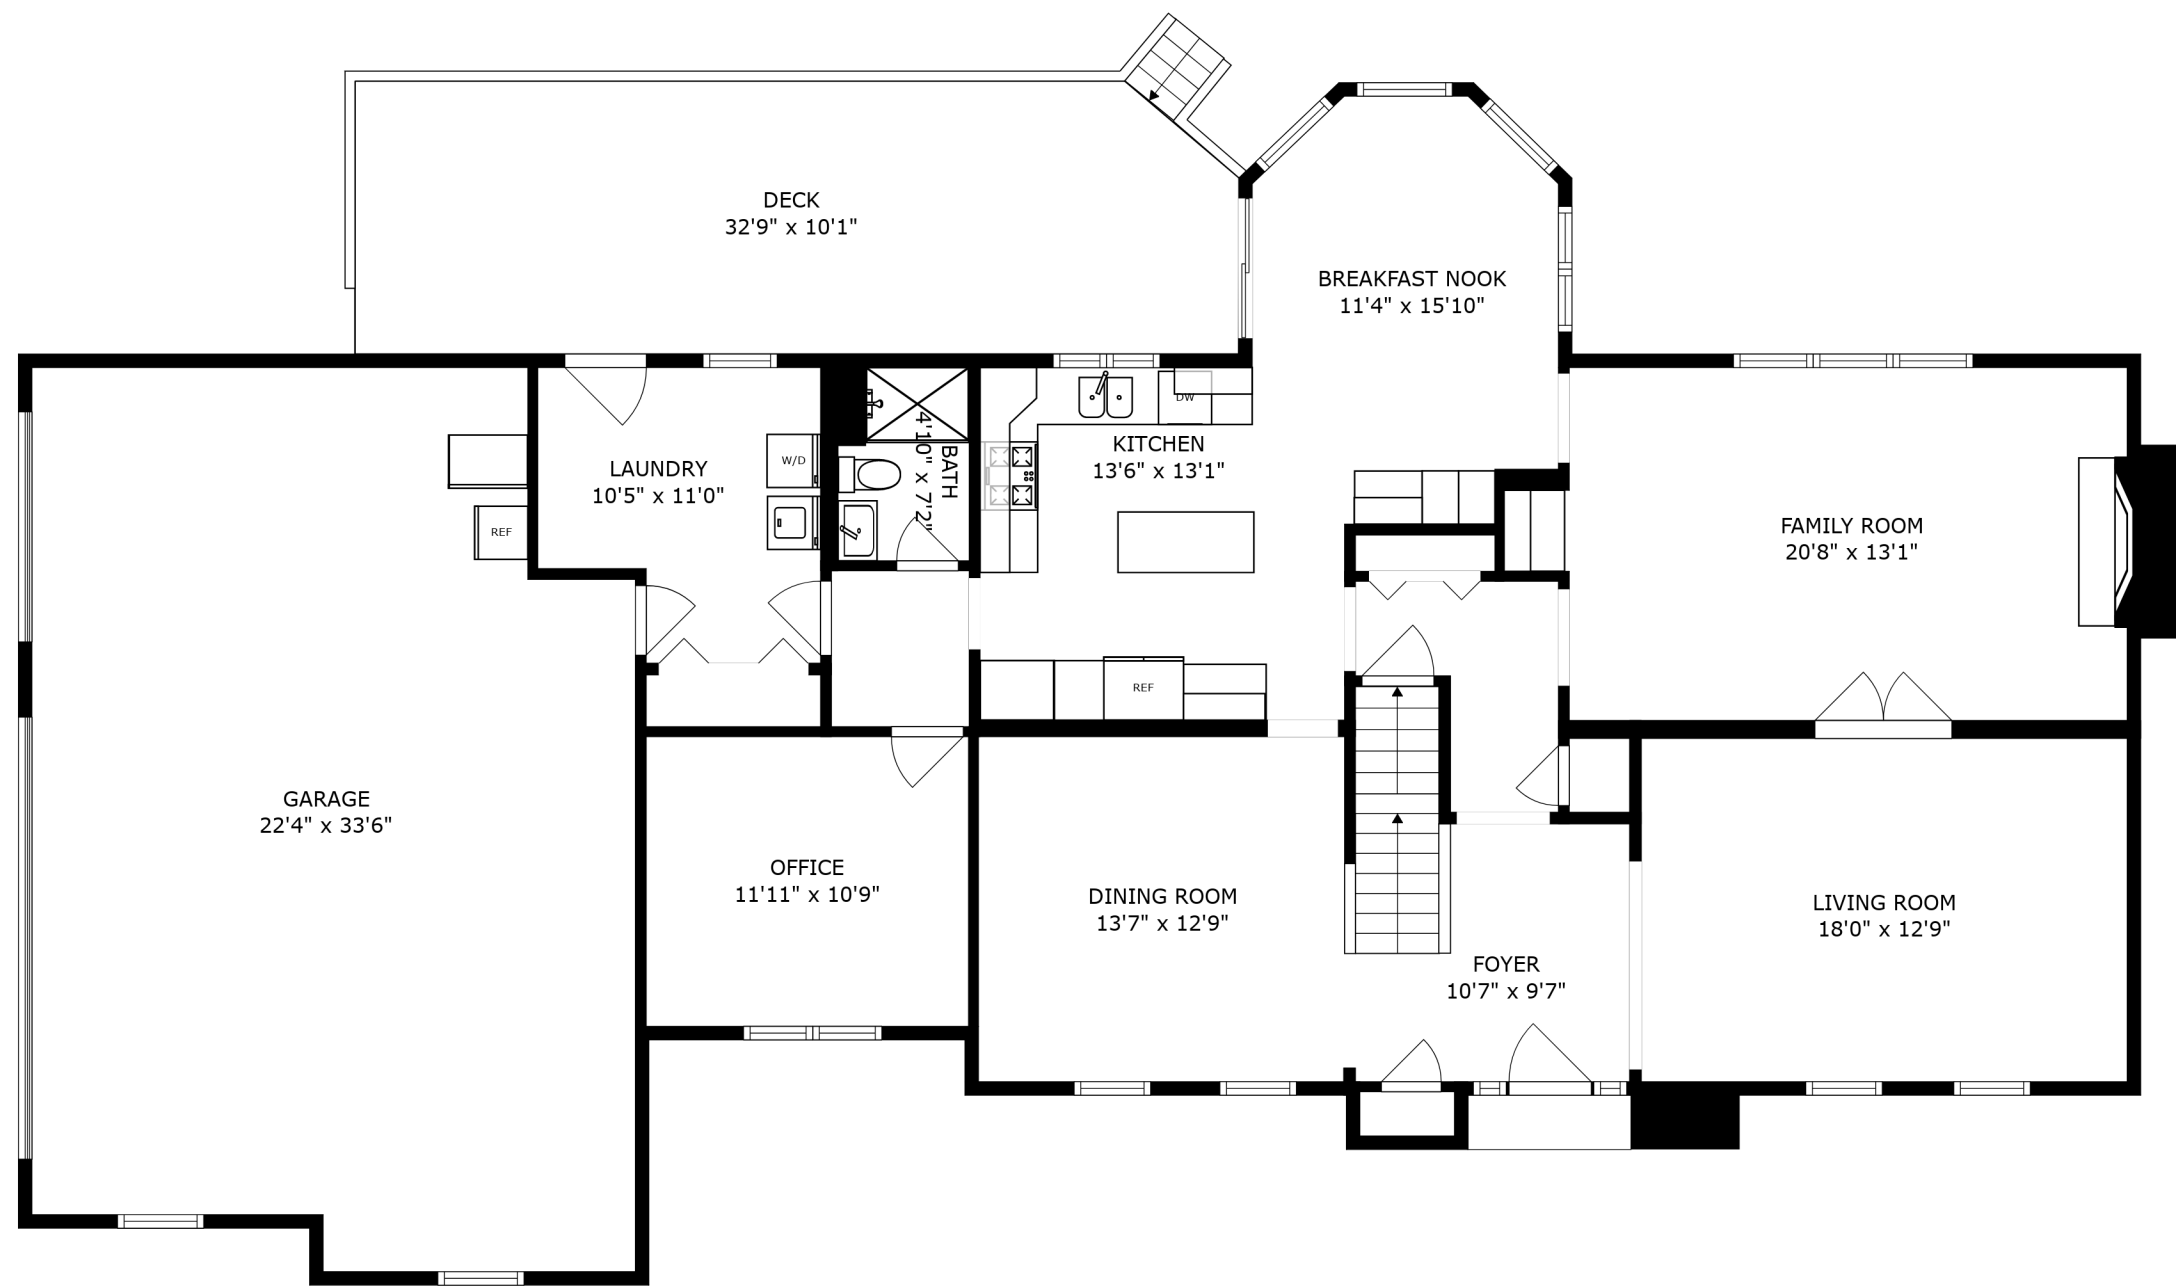 DECK
32'9" x 10'1"
BREAKFAST NOOK
11'4" x 15'10"
DW
KITCHEN
13'6" x 13'1"
W/D
LAUNDRY
10'5" x 11'0"
BATH
4'10" x 7'2"
REF
FAMILY ROOM
20'8" x 13'1"
REF
GARAGE
22'4" x 33'6"
OFFICE
11'11" x 10'9"
DINING ROOM
13'7" x 12'9"
LIVING ROOM
18'0" x 12'9"
FOYER
10'7" x 9'7"